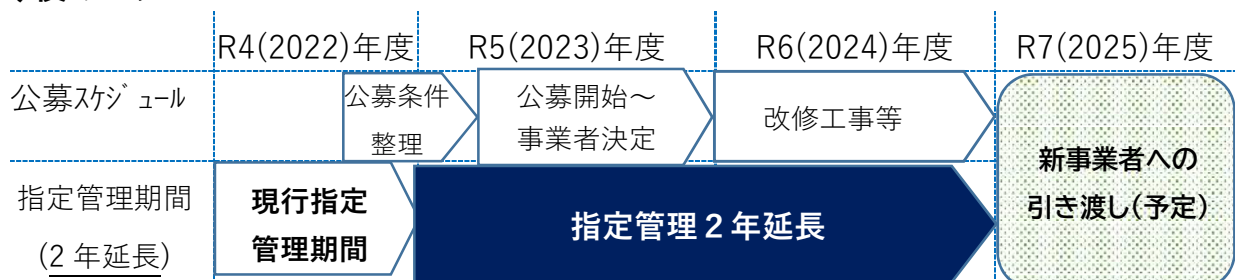 R4(2022)年度 R5(2023)年度 R6(2024)年度 R7(2025)年度
公募ｽｹｼﾞｭｰﾙ
公募条件
整理
公募開始～
事業者決定
改修工事等
新事業者への
引き渡し(予定)
指定管理期間
(2 年延長)
現行指定
管理期間
指定管理２年延長